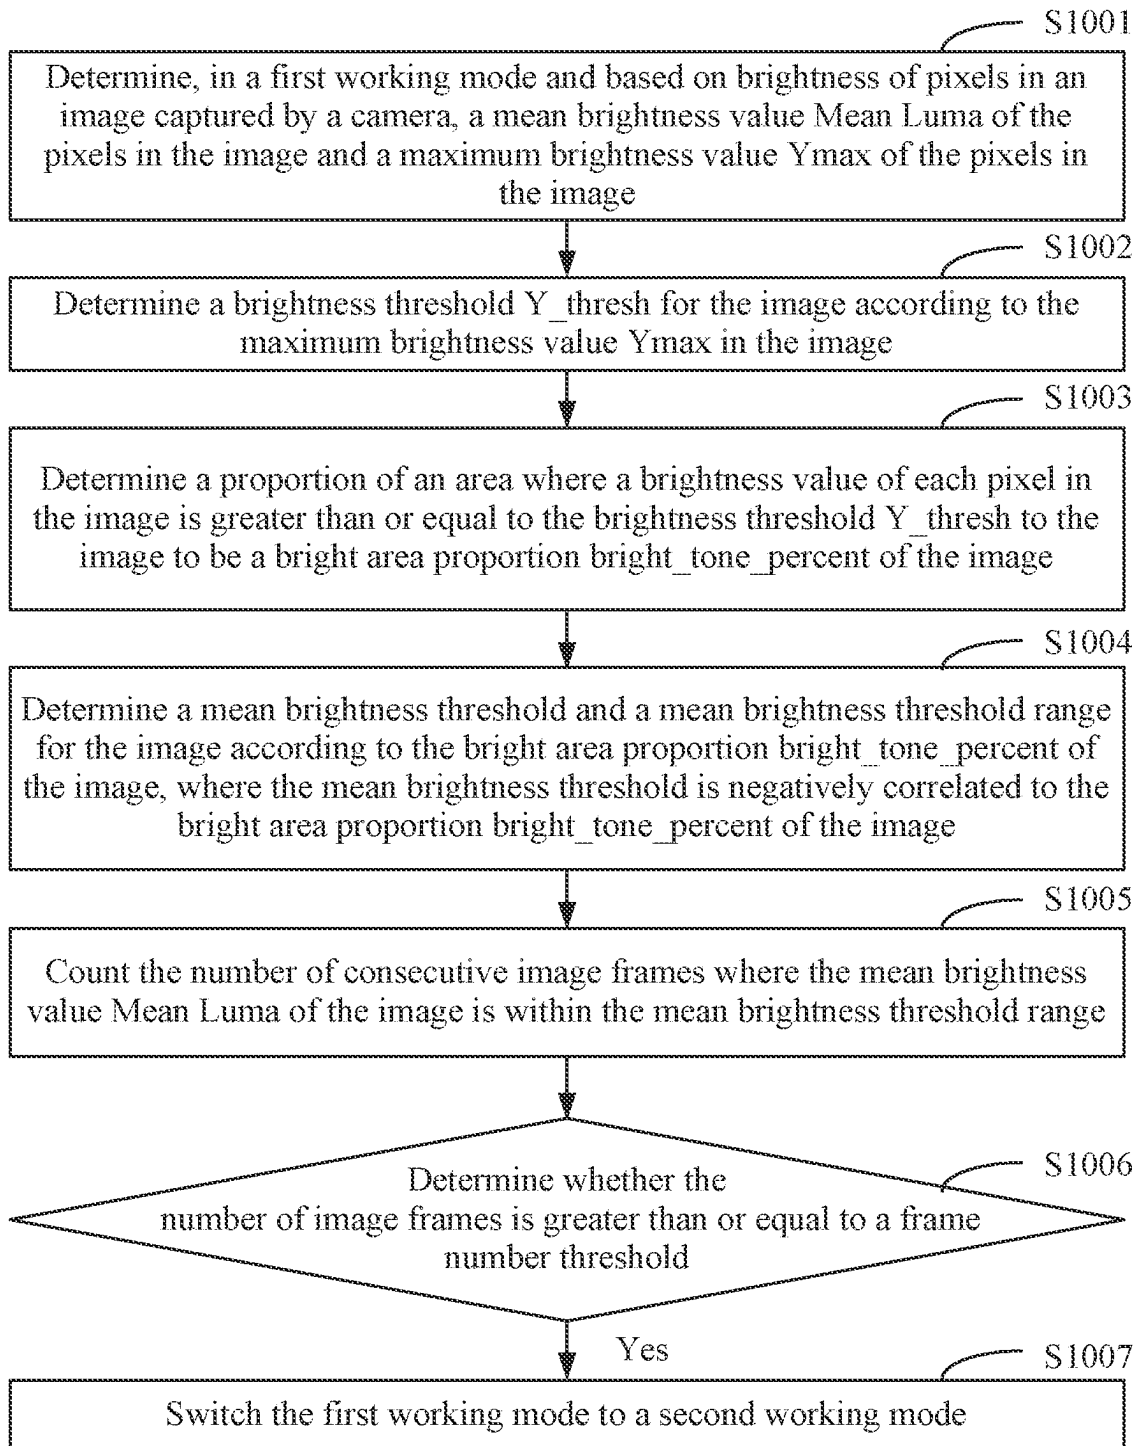 S1001
Determine, in a first working mode and based on brightness of pixels in an
image captured by a camera, a mean brightness value Mean Luma of the
pixels in the image and a maximum brightness value Ymax of the pixels in
the image
S1002
Determine a brightness threshold Y_thresh for the image according to the
maximum brightness value Ymax in the image
S1003
Determine a proportion of an area where a brightness value of each pixel in
the image is greater than or equal to the brightness threshold Y_thresh to the
image to be a bright area proportion bright_tone_percent of the image
S1004
Determine a mean brightness threshold and a mean brightness threshold range
for the image according to the bright area proportion bright_tone_percent of
the image, where the mean brightness threshold is negatively correlated to the
bright area proportion bright_tone_percent of the image
S1005
Count the number of consecutive image frames where the mean brightness
value Mean Luma of the image is within the mean brightness threshold range
S1006
Determine whether the
number of image frames is greater than or equal to a frame
number threshold
Yes
S1007
Switch the first working mode to a second working mode